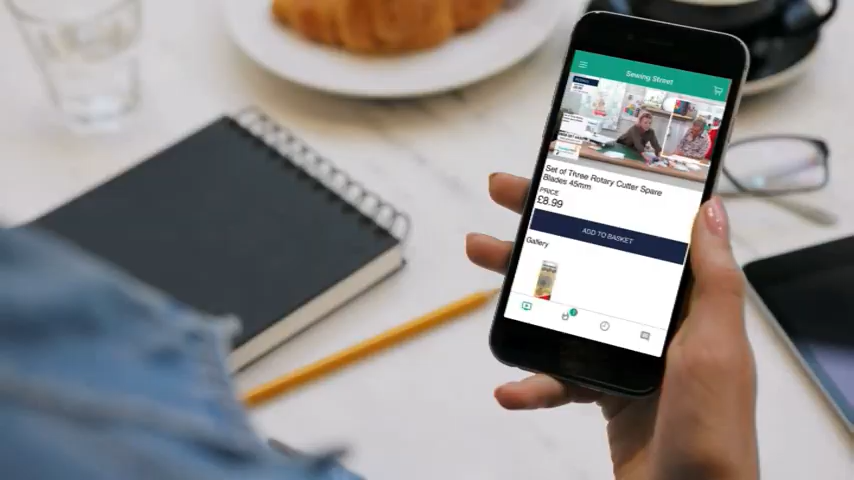 Sewing Street
Set of Three Rotary Cutter Spare
Blades 45mm
PRICE
£8.99
ADD TO BASKET
Gallery